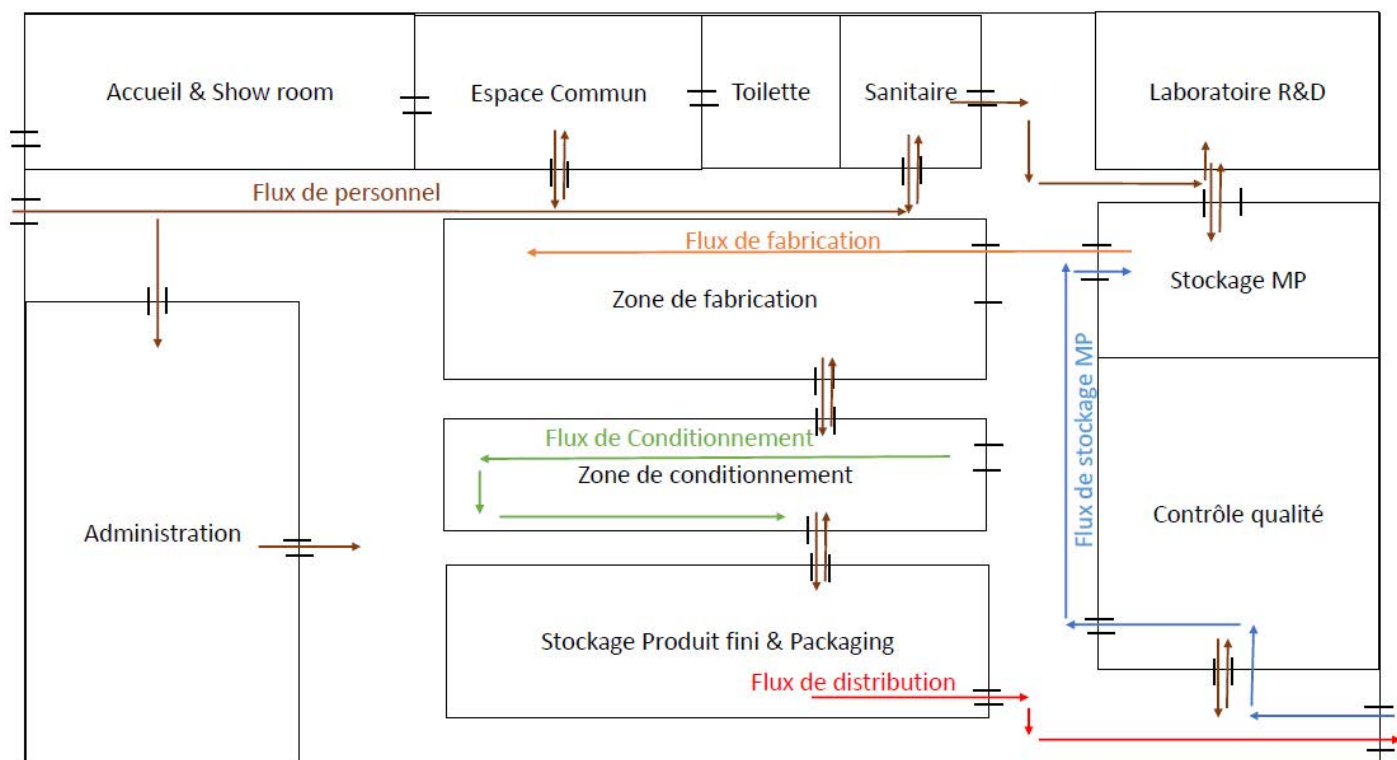 Accueil & Show room
Espace Commun
Toilette
Sanitaire
Laboratoire R&D
Flux de personnel
Flux de fabrication
Stockage MP
Zone de fabrication
Flux de stockage MP
Flux de Conditionnement
Zone de conditionnement
Administration
Contrôle qualité
Stockage Produit fini & Packaging
Flux de distribution